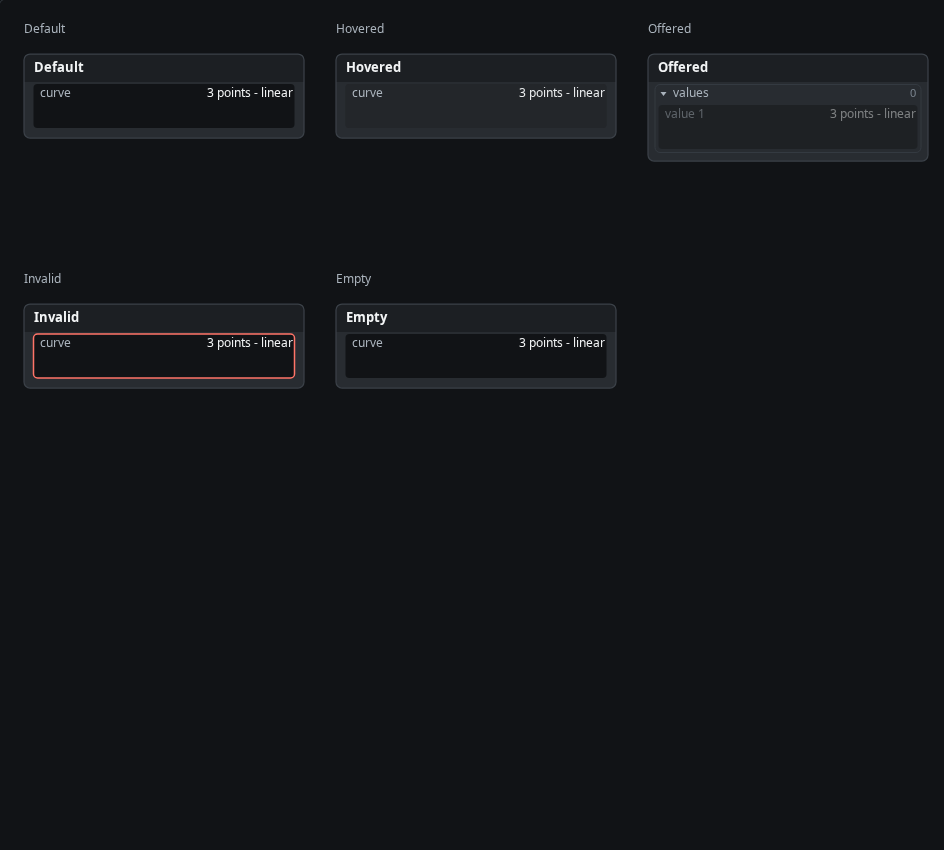 Default
Hovered
Offered
Default
Hovered
Offered
curve 3 points - linear
curve 3 points - linear
values 0
value 1 3 points - linear
Invalid
Empty
Invalid
Empty
curve 3 points - linear
curve 3 points - linear